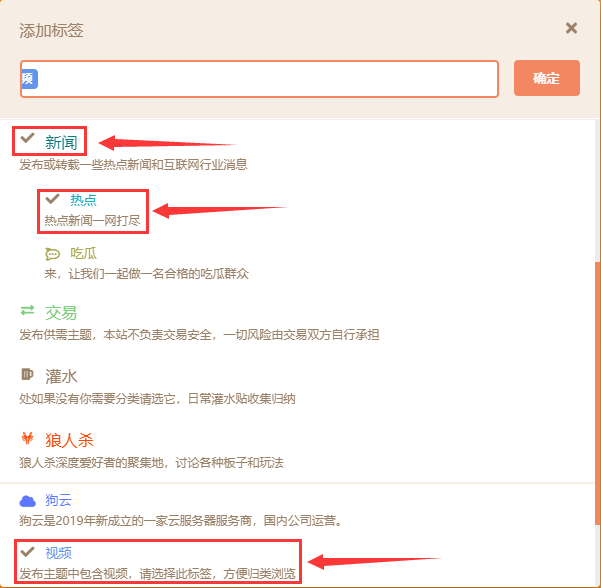 添加标签
频
确定
新闻
发布或转载一些热点新闻和互联网行业消息
热点
热点新闻一网打尽
吃瓜
来，让我们一起做一名合格的吃瓜群众
交易
发布供需主题，本站不负责交易安全，一切风险由交易双方自行承担
灌水
处如果没有你需要分类请选它，日常灌水贴收集归纳
狼人杀
狼人杀深度爱好者的聚集地，讨论各种板子和玩法
狗云
狗云是2019年新成立的一家云服务器服务商，国内公司运营。
视频
发布主题中包含视频，请选择此标签，方便归类浏览